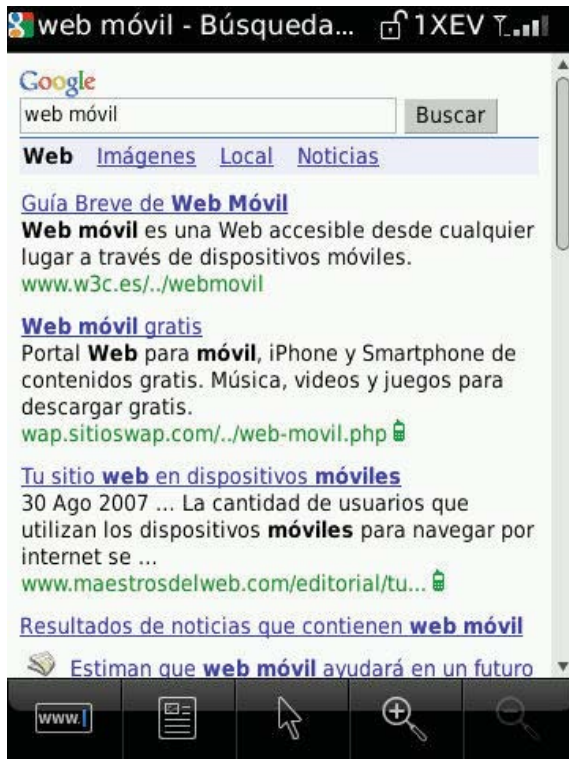 web móvil - Búsqueda... 1XEV
Google
web móvil Buscar
Web Imágenes Local Noticias
Guía Breve de Web Móvil
Web móvil es una Web accesible desde cualquier
lugar a través de dispositivos móviles.
www.w3c.es/../webmovil
Web móvil gratis
Portal Web para móvil, iPhone y Smartphone de
contenidos gratis. Música, videos y juegos para
descargar gratis.
wap.sitioswap.com/../web-movil.php
Tu sitio web en dispositivos móviles
30 Ago 2007 ... La cantidad de usuarios que
utilizan los dispositivos móviles para navegar por
internet se ...
www.maestrosdelweb.com/editorial/tu...
Resultados de noticias que contienen web móvil
Estiman que web móvil ayudará en un futuro
www.